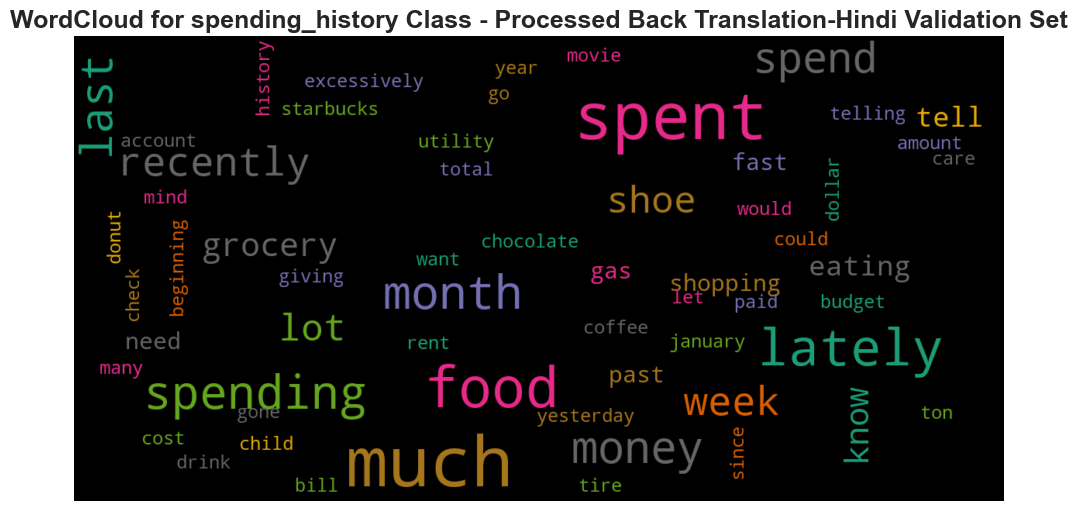 WordCloud for spending_history Class - Processed Back Translation-Hindi Validation Set
last
history
excessively
starbucks
year
go
movie
spend
spent
telling
tell
amount
care
account
recently
utility
total
fast
dollar
mind
shoe
would
donut
beginning
check
grocery
giving
chocolate
want
could
gas
shopping
let
paid
eating
budget
month
lot
need
rent
coffee
january
lately
many
spending
gone
food
past
yesterday
week
know
ton
cost
child
drink
much
money
since
bill
tire